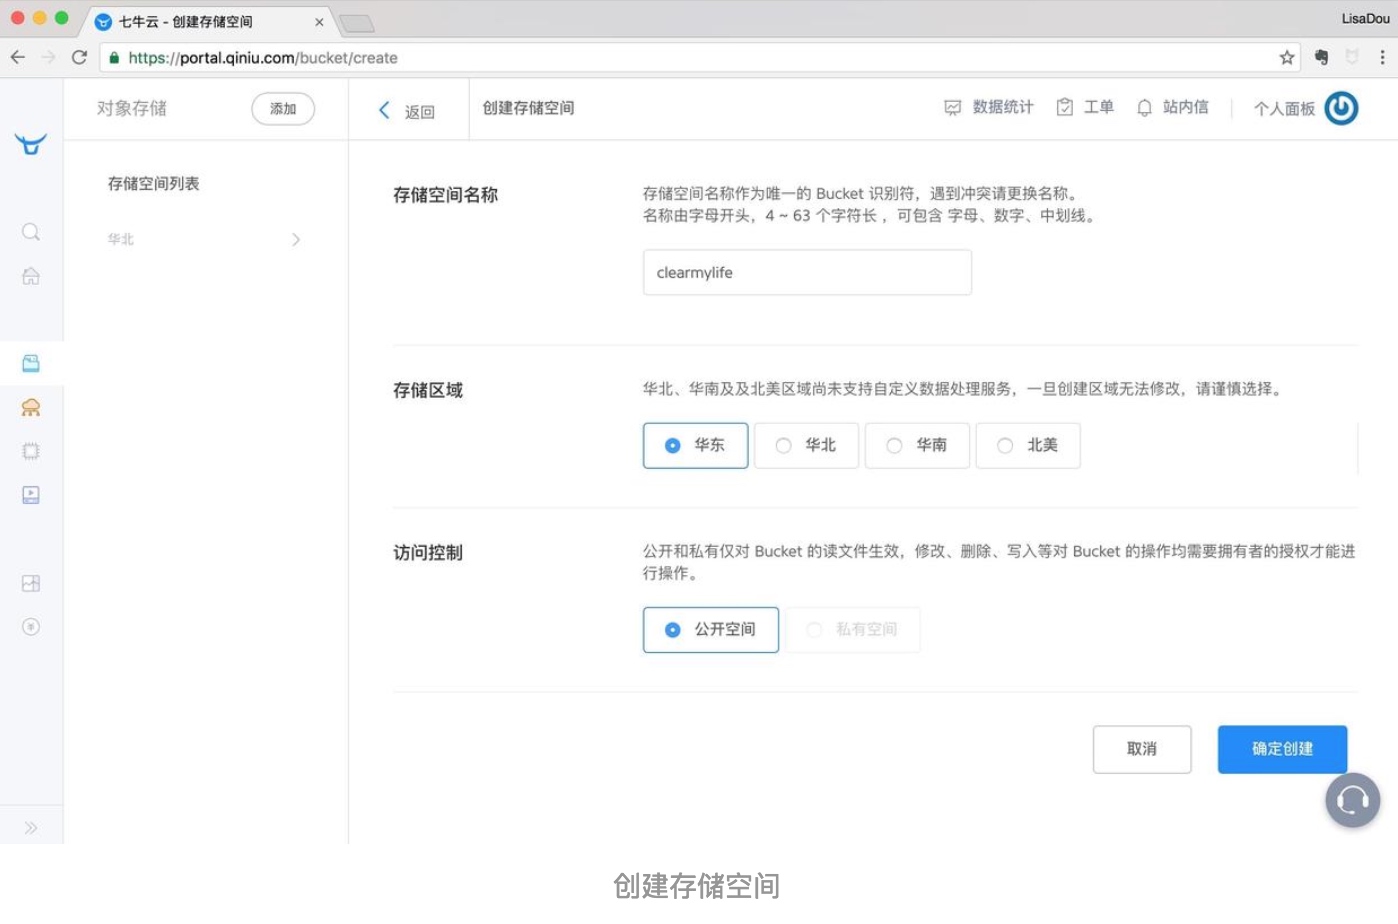 七牛云 - 创建存储空间
LisaDou
https://portal.qiniu.com/bucket/create
对象存储
添加
返回
创建存储空间
数据统计
工单
站内信
个人面板
存储空间列表
华北
存储空间名称
存储空间名称作为唯一的 Bucket 识别符，遇到冲突请更换名称。
名称由字母开头，4 ~ 63 个字符长 ，可包含 字母、数字、中划线。
clearmylife
存储区域
华北、华南及及北美区域尚未支持自定义数据处理服务，一旦创建区域无法修改，请谨慎选择。
华东
华北
华南
北美
访问控制
公开和私有仅对 Bucket 的读文件生效，修改、删除、写入等对 Bucket 的操作均需要拥有者的授权才能进
行操作。
公开空间
私有空间
取消
确定创建
创建存储空间